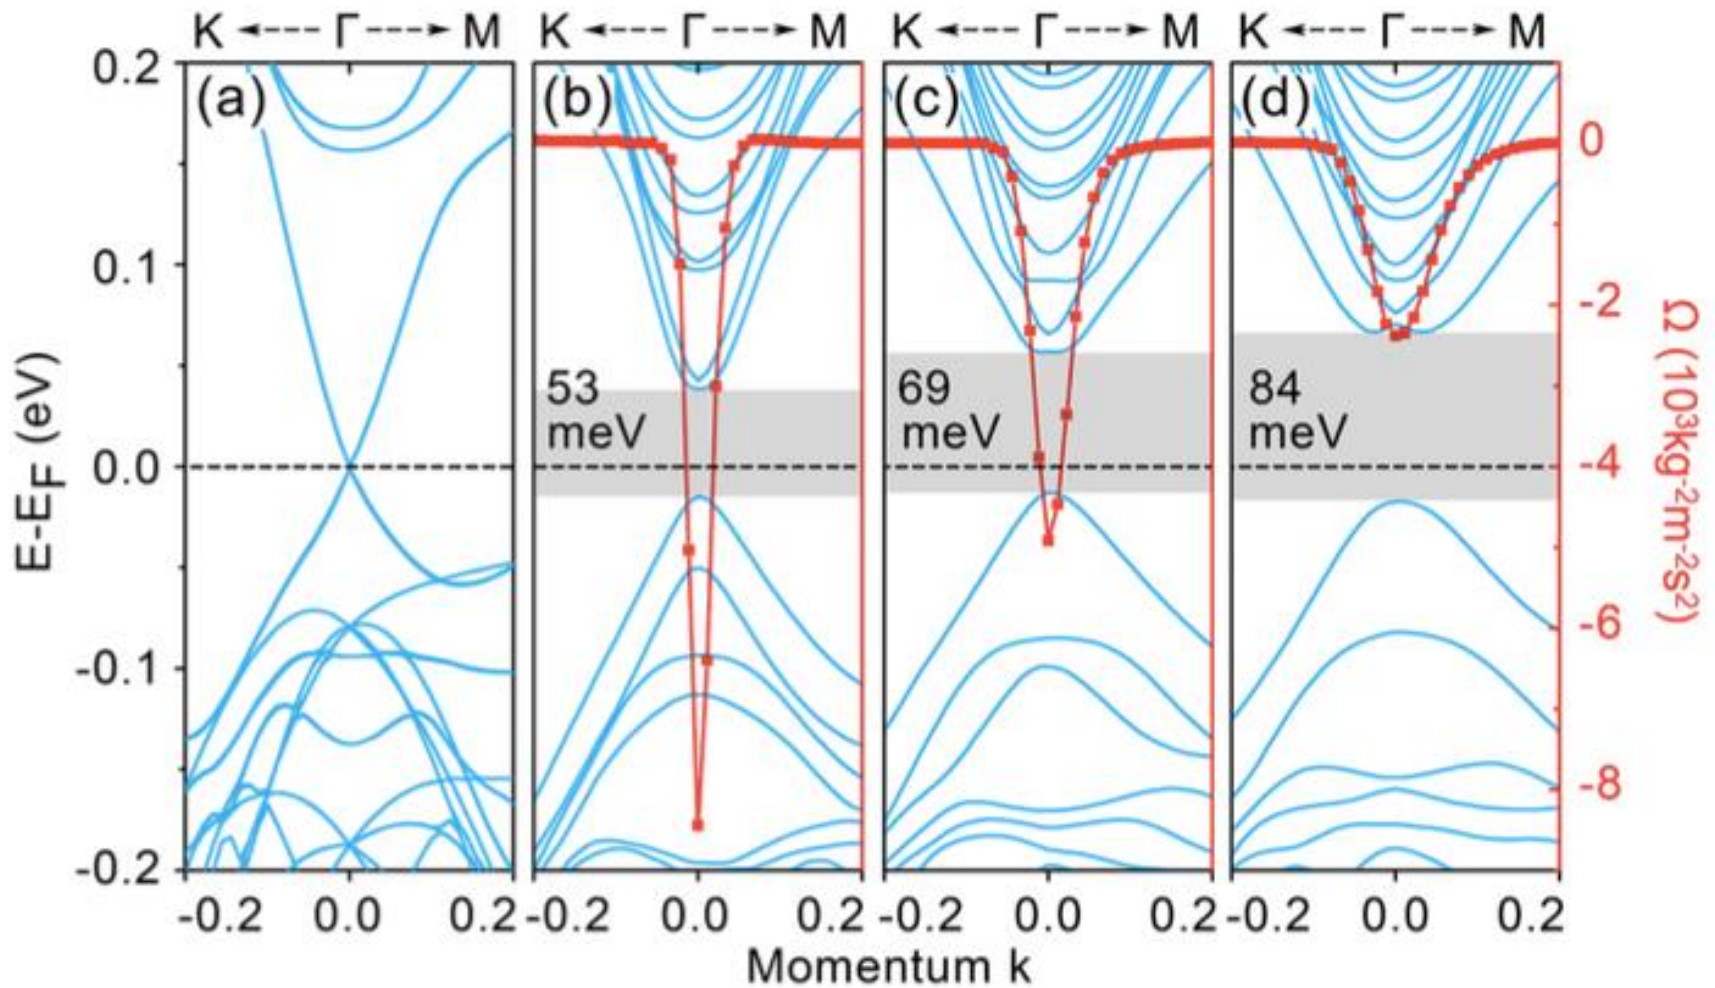 K ◄--- Γ ---► M K ◄--- Γ ---► M K ◄--- Γ ---► M K ◄--- Γ ---► M
(a) (b) (c) (d)
0.2
0.1
0.0
-0.1
-0.2
E-E_F (eV)
53
meV
69
meV
84
meV
0
-2
-4
-6
-8
Ω (10³kg⁻²m⁻²s²)
-0.2 0.0 0.2 -0.2 0.0 0.2 -0.2 0.0 0.2 -0.2 0.0 0.2
Momentum k